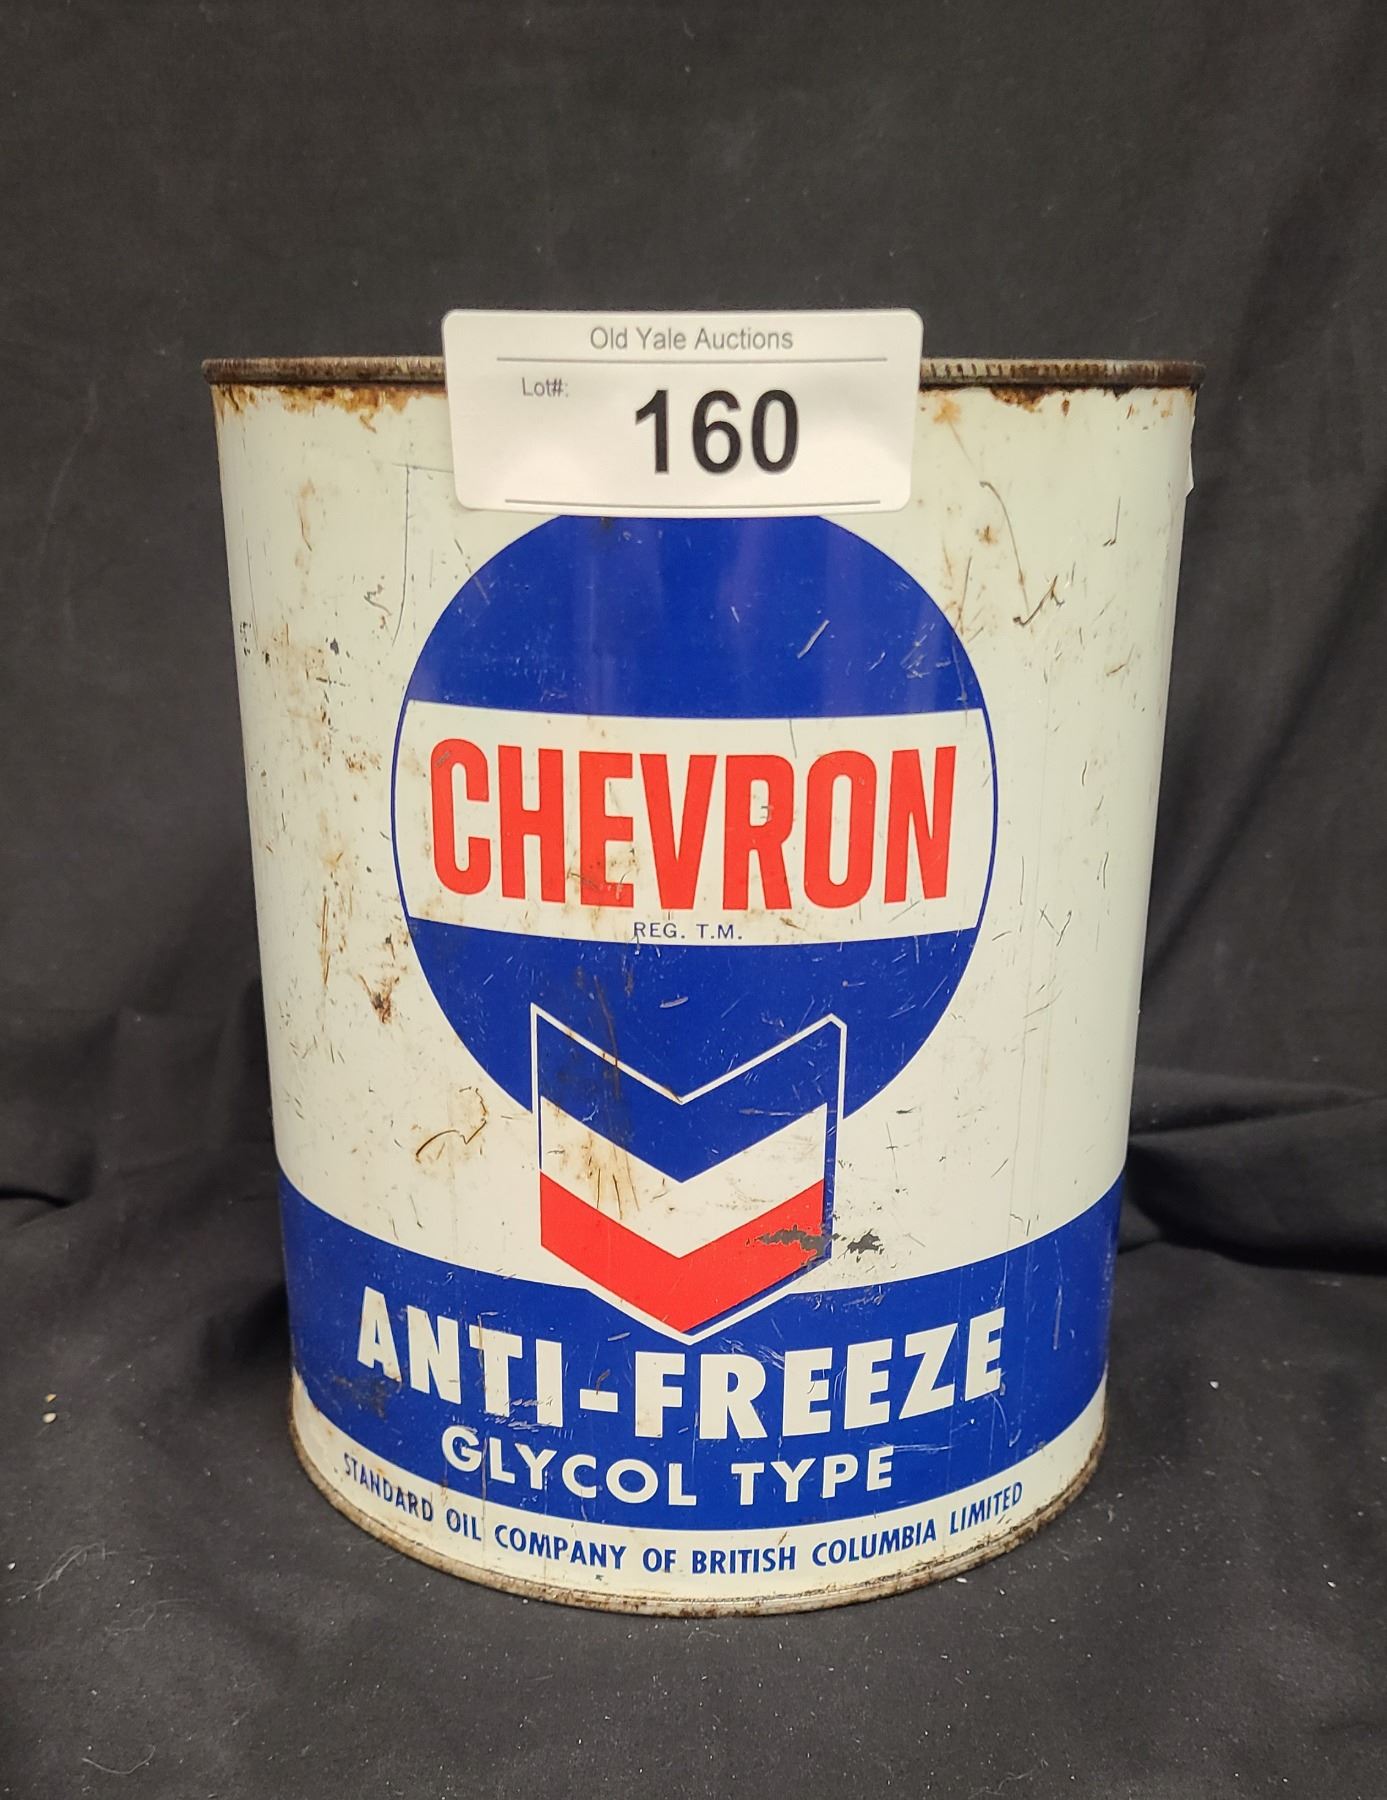 Old Yale Auctions
Lot#:
160
CHEVRON
REG. T.M.
ANTI-FREEZE
GLYCOL TYPE
STANDARD OIL COMPANY OF BRITISH COLUMBIA LIMITED